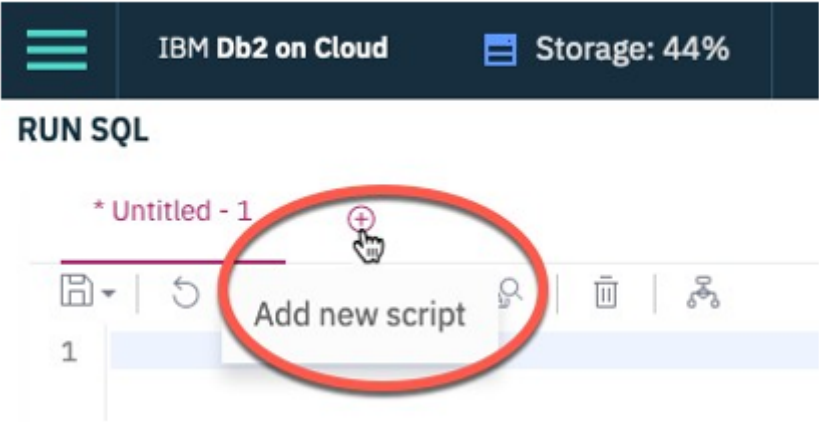 IBM Db2 on Cloud Storage: 44%
RUN SQL
* Untitled - 1
Add new script
1